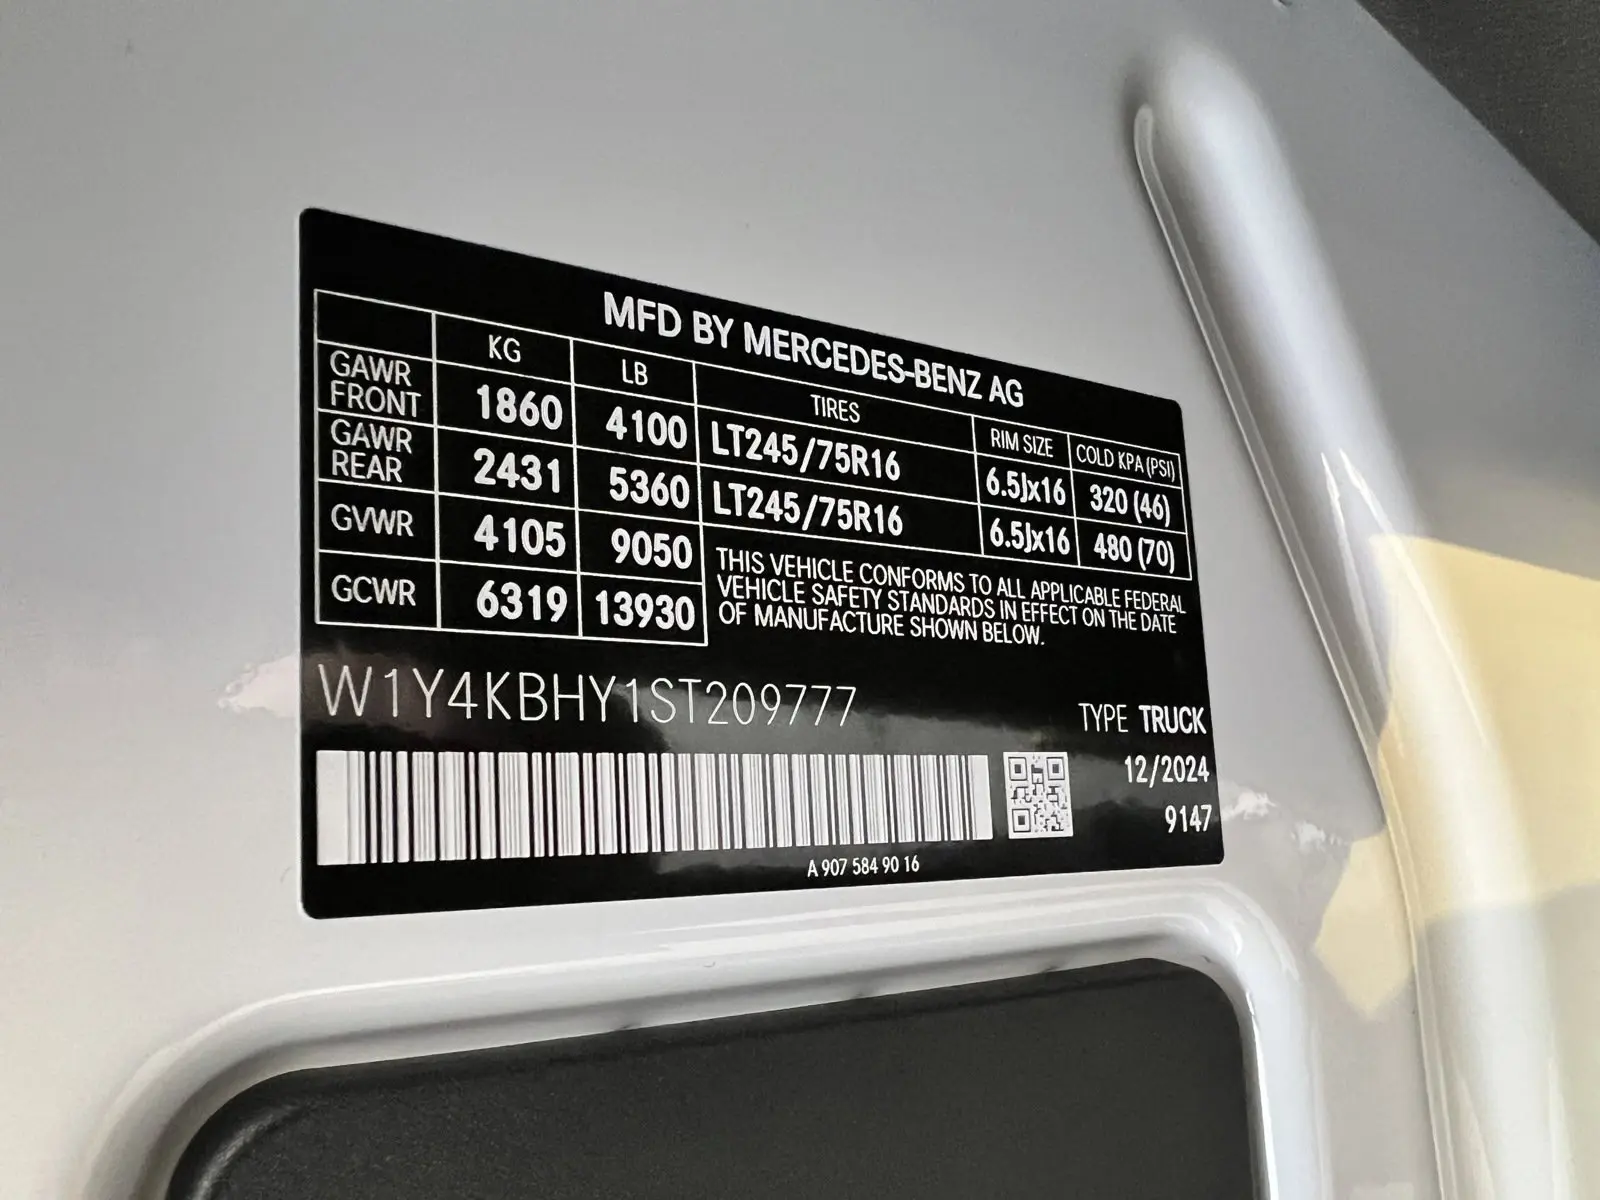 MFD BY MERCEDES-BENZ AG
KG LB TIRES RIM SIZE COLD KPA (PSI)
GAWR FRONT 1860 4100 LT245/75R16 6.5Jx16 320 (46)
GAWR REAR 2431 5360 LT245/75R16 6.5Jx16 480 (70)
GVWR 4105 9050
GCWR 6319 13930
THIS VEHICLE CONFORMS TO ALL APPLICABLE FEDERAL
VEHICLE SAFETY STANDARDS IN EFFECT ON THE DATE
OF MANUFACTURE SHOWN BELOW.
W1Y4KBHY1ST209777
TYPE TRUCK
12/2024
9147
A 907 584 90 16